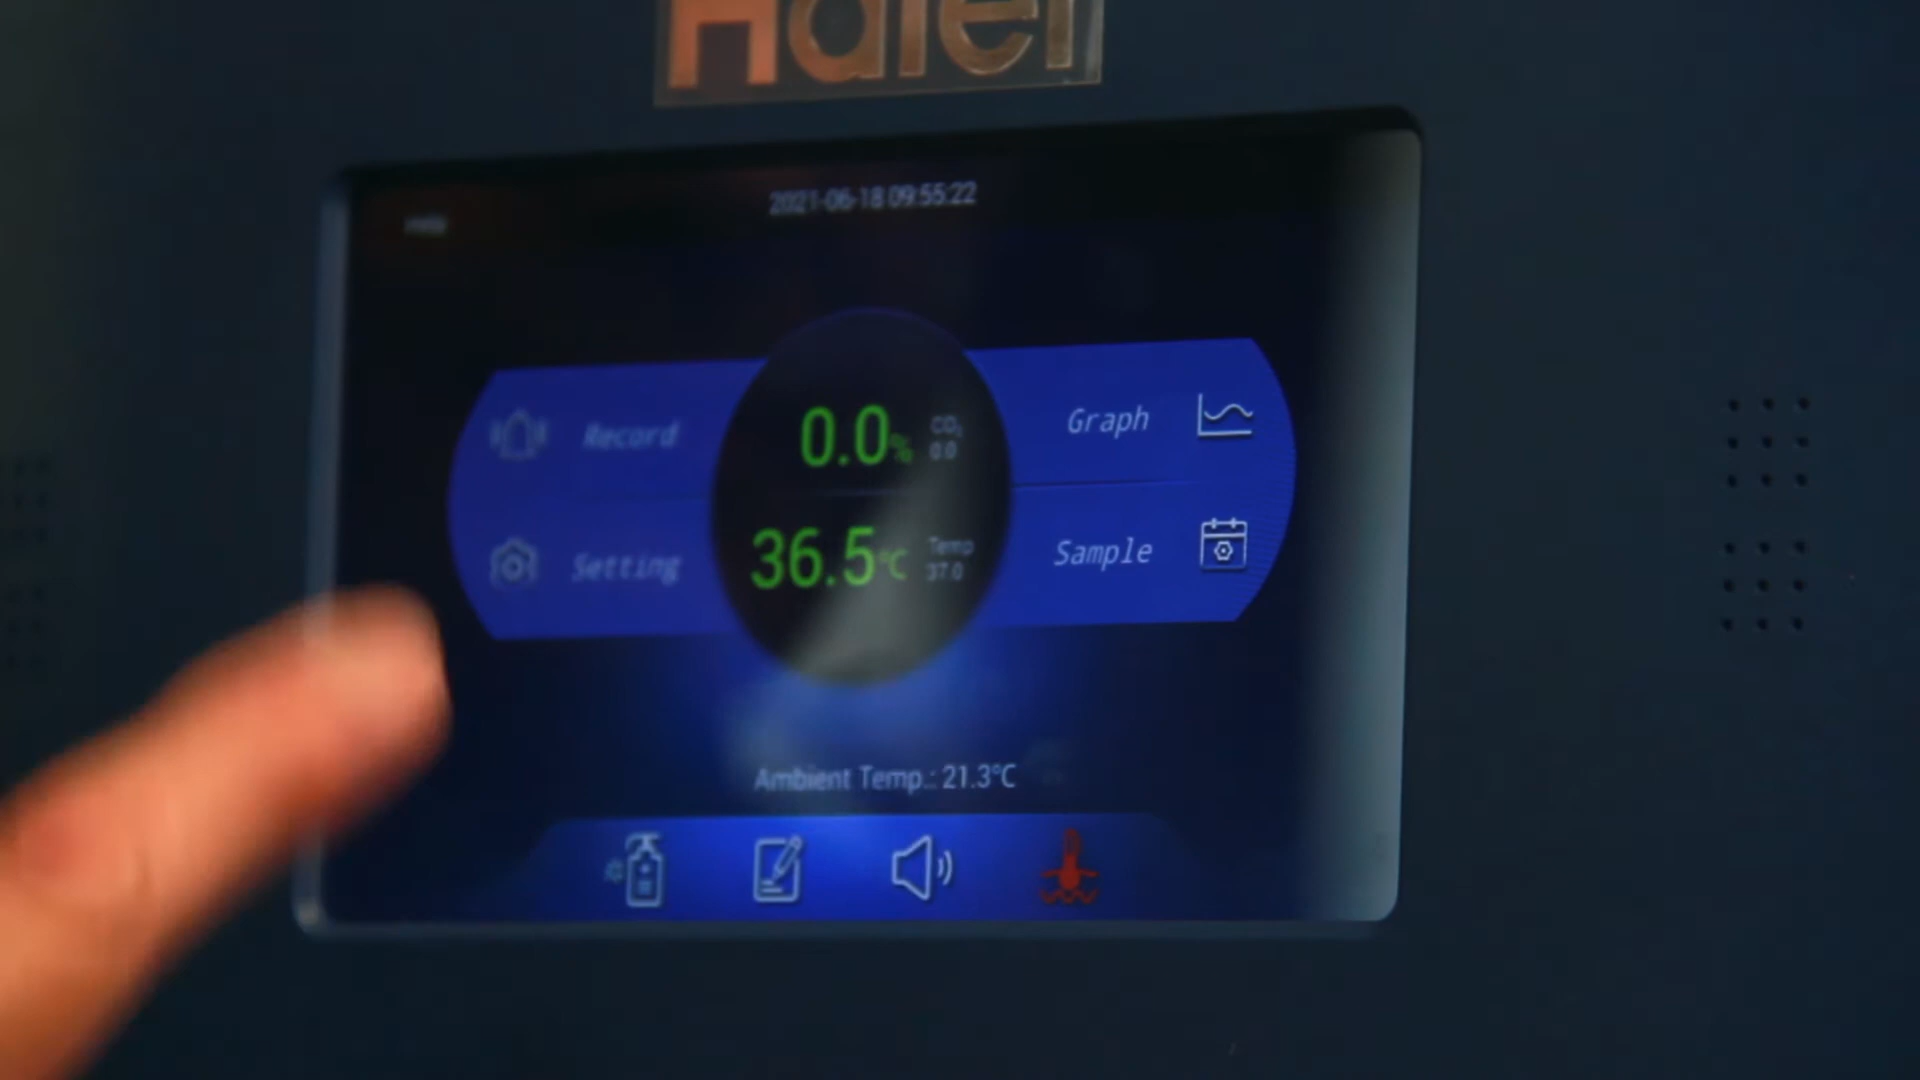 Haier
2021-06-18 09:55:22
Record
Graph
0.0%
CO₂
0.0
Setting
Sample
36.5°C
Temp
37.0
Ambient Temp.: 21.3°C